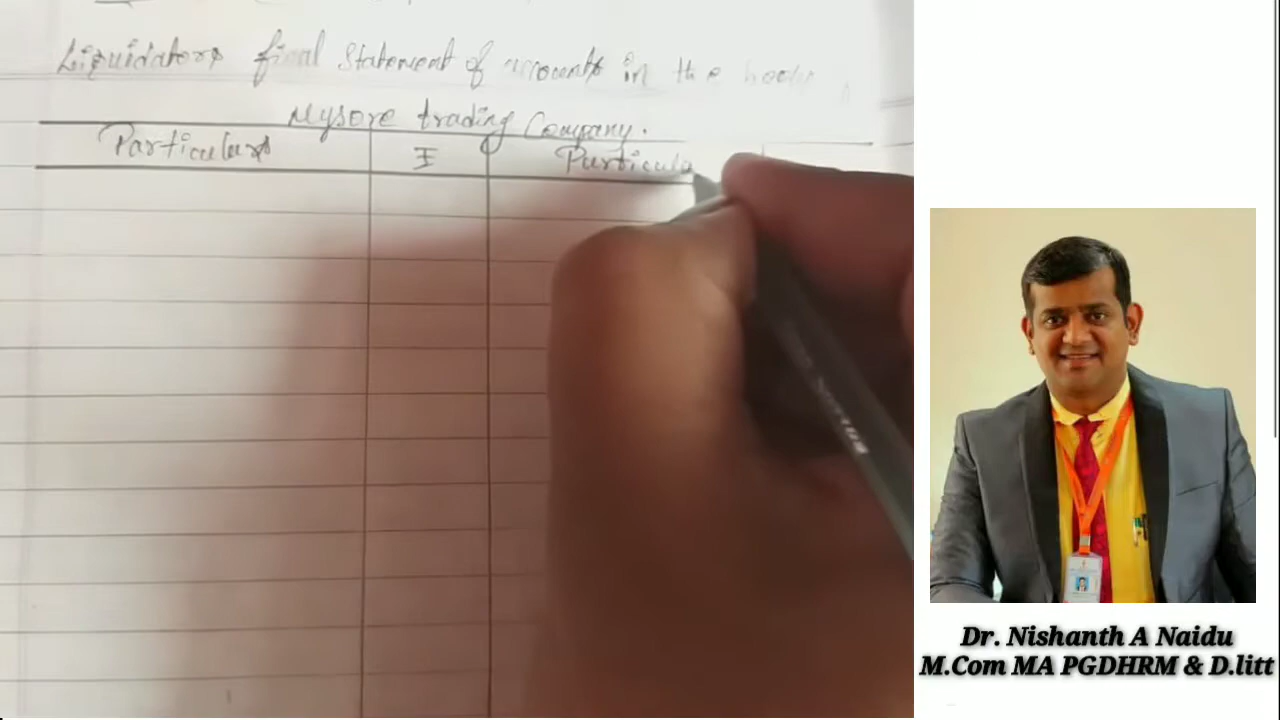 Liquidators final Statement of accounts in the books
Mysore trading Company.
Particulars ₹ Particula
Dr. Nishanth A Naidu
M.Com MA PGDHRM & D.litt